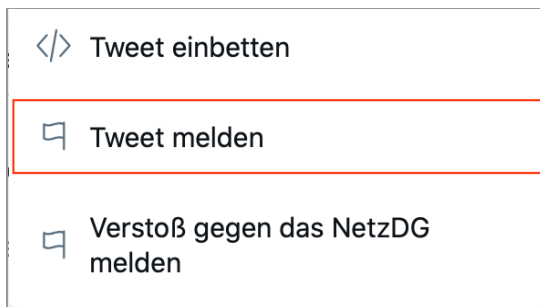 Tweet einbetten
Tweet melden
Verstoß gegen das NetzDG
melden